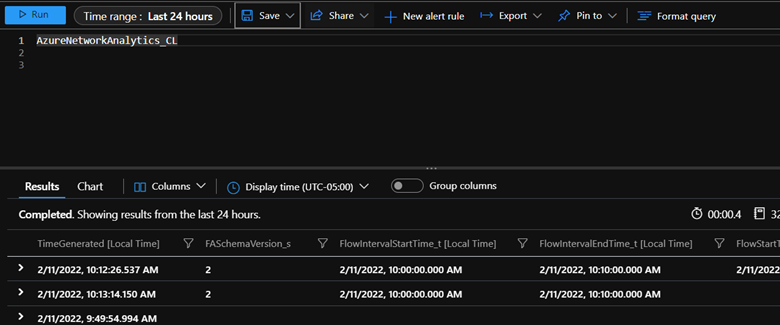 Run Time range : Last 24 hours Save Share New alert rule Export Pin to Format query
1 AzureNetworkAnalytics_CL
2
3
Results Chart Columns Display time (UTC-05:00) Group columns
Completed. Showing results from the last 24 hours. 00:00.4 32
TimeGenerated [Local Time] FASchemaVersion_s FlowIntervalStartTime_t [Local Time] FlowIntervalEndTime_t [Local Time] FlowStartT
2/11/2022, 10:12:26.537 AM 2 2/11/2022, 10:00:00.000 AM 2/11/2022, 10:10:00.000 AM 2/11/2022,
2/11/2022, 10:13:14.150 AM 2 2/11/2022, 10:00:00.000 AM 2/11/2022, 10:10:00.000 AM
2/11/2022, 9:49:54.994 AM